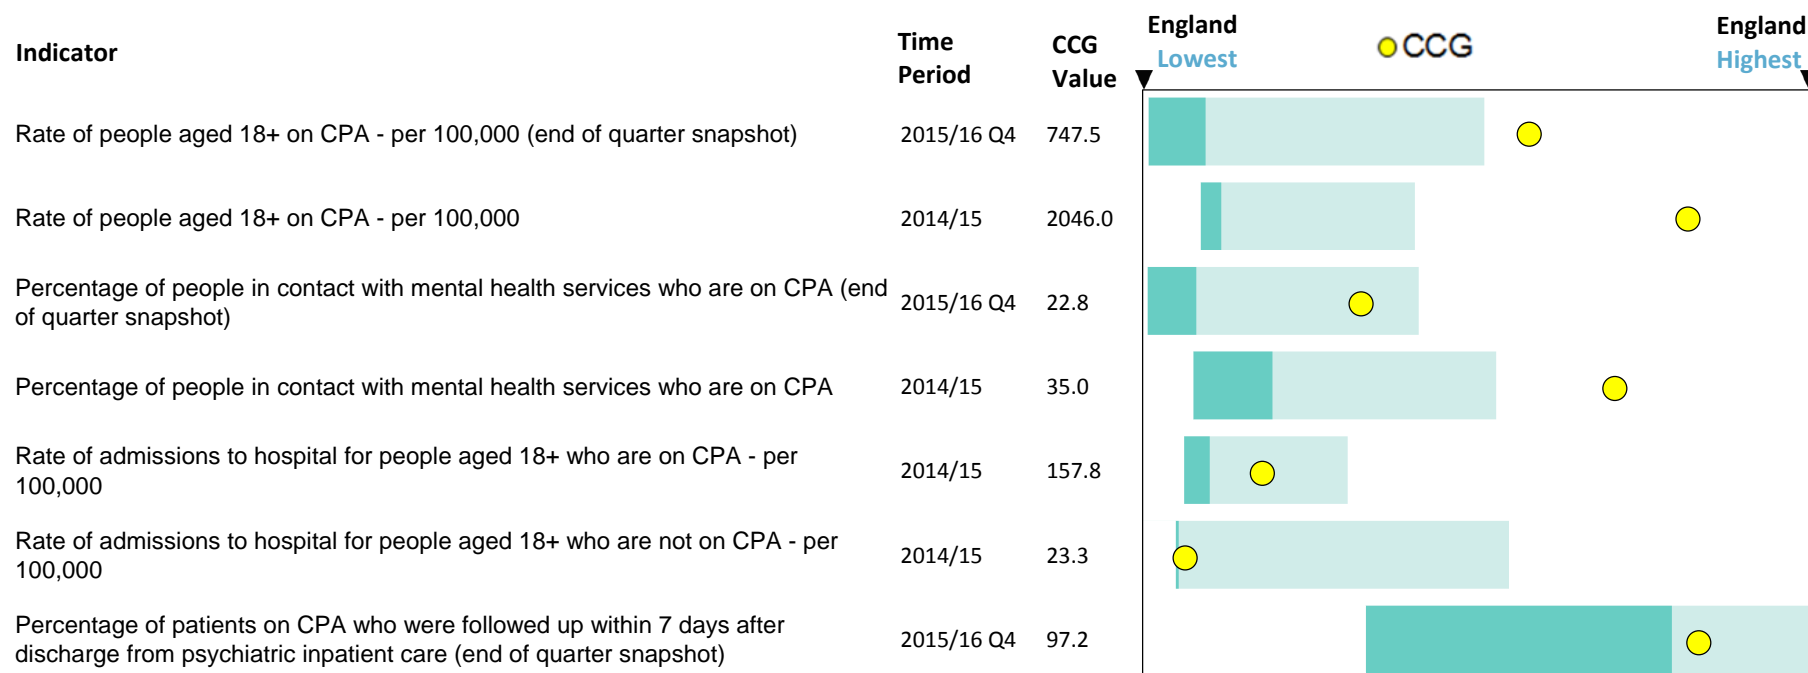 Indicator
Time
Period
CCG
Value
England
Lowest
CCG
England
Highest
Rate of people aged 18+ on CPA - per 100,000 (end of quarter snapshot) 2015/16 Q4 747.5
Rate of people aged 18+ on CPA - per 100,000 2014/15 2046.0
Percentage of people in contact with mental health services who are on CPA (end
of quarter snapshot) 2015/16 Q4 22.8
Percentage of people in contact with mental health services who are on CPA 2014/15 35.0
Rate of admissions to hospital for people aged 18+ who are on CPA - per
100,000 2014/15 157.8
Rate of admissions to hospital for people aged 18+ who are not on CPA - per
100,000 2014/15 23.3
Percentage of patients on CPA who were followed up within 7 days after
discharge from psychiatric inpatient care (end of quarter snapshot) 2015/16 Q4 97.2